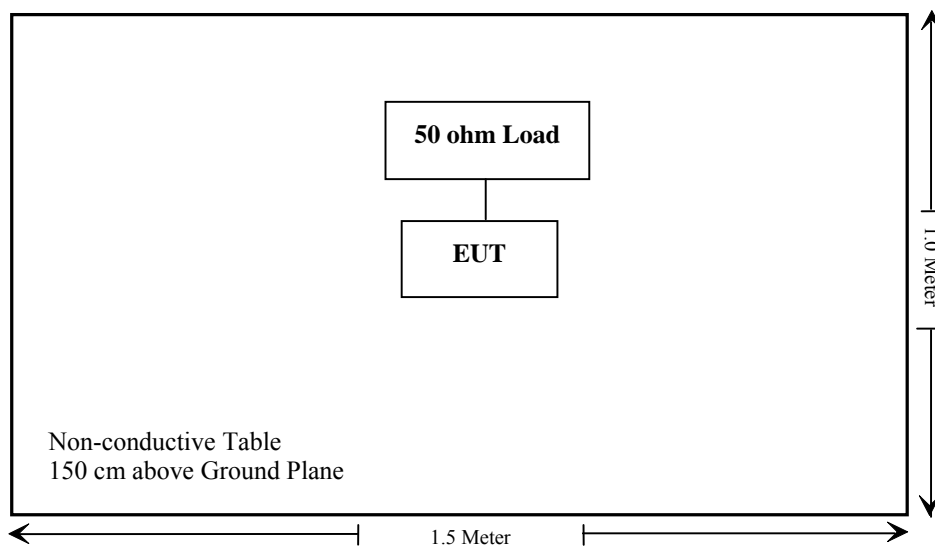 50 ohm Load
EUT
1.0 Meter
Non-conductive Table
150 cm above Ground Plane
1.5 Meter